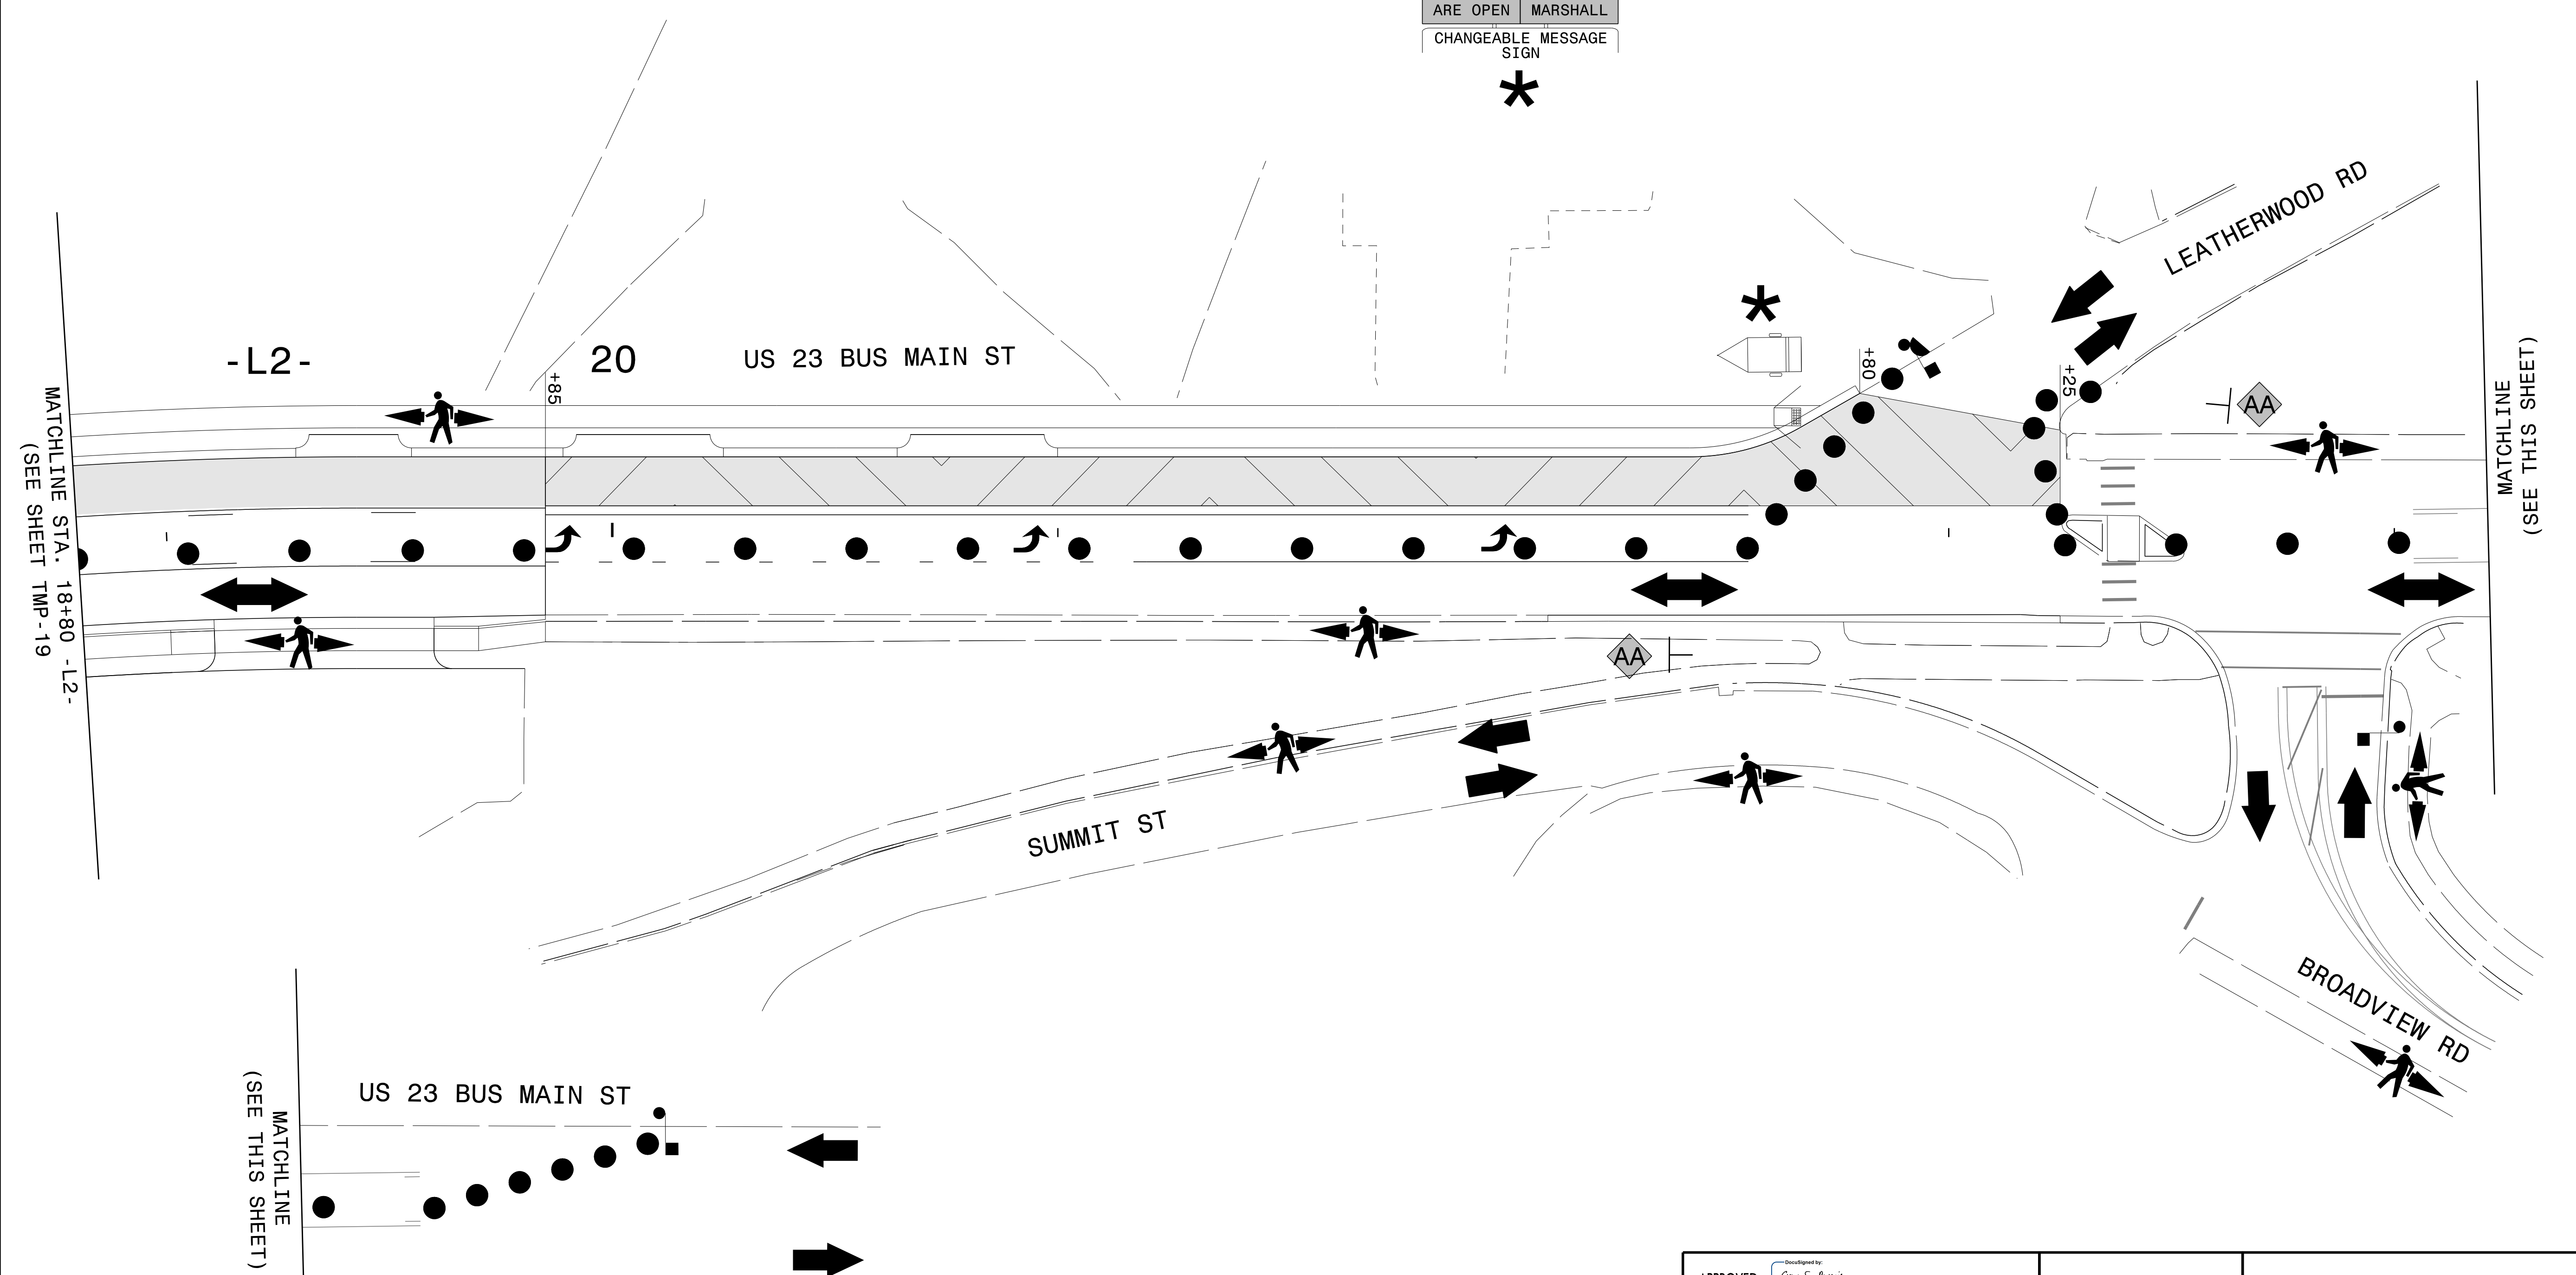 ARE OPEN
MARSHALL
CHANGEABLE MESSAGE
SIGN
*
LEATHERWOOD RD
MATCHLINE
(SEE THIS SHEET)
*
-L2-
20
US 23 BUS MAIN ST
+85
+80
+25
AA
MATCHLINE STA. 18+80 -L2-
(SEE SHEET TMP-19
AA
SUMMIT ST
BROADVIEW RD
US 23 BUS MAIN ST
MATCHLINE
(SEE THIS SHEET)
DocuSigned by: